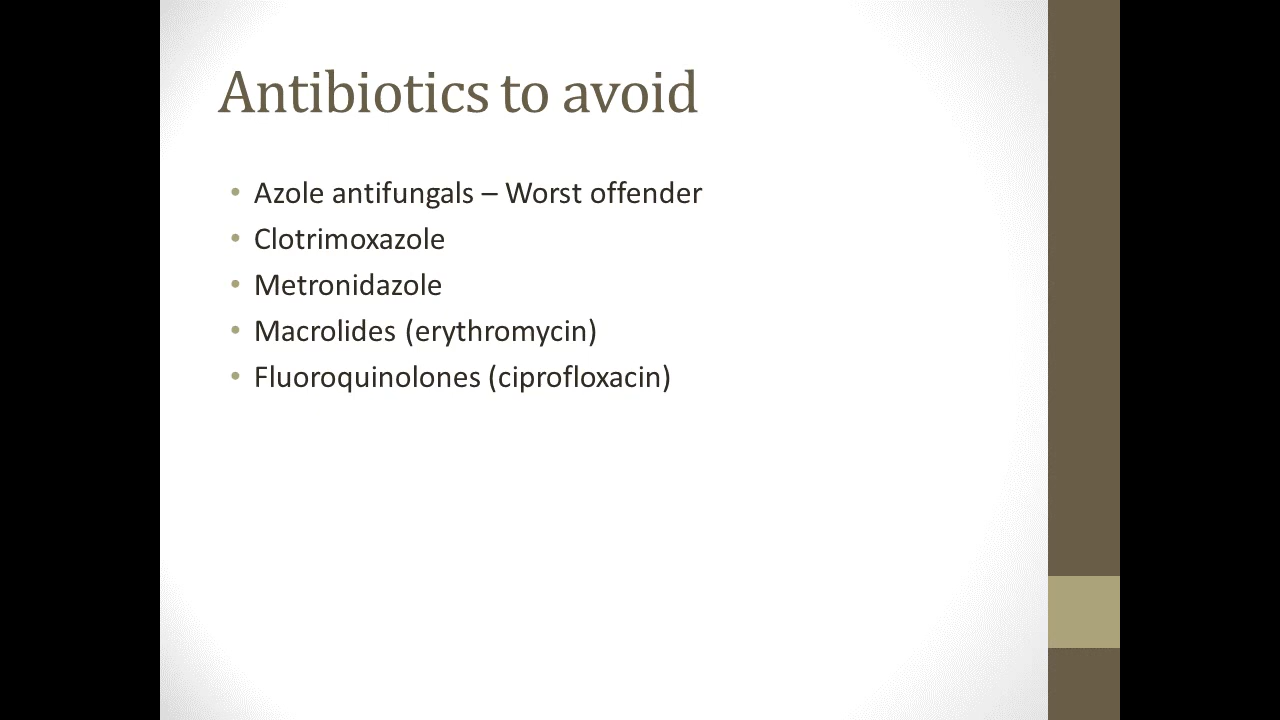 Antibiotics to avoid
• Azole antifungals – Worst offender
• Clotrimoxazole
• Metronidazole
• Macrolides (erythromycin)
• Fluoroquinolones (ciprofloxacin)